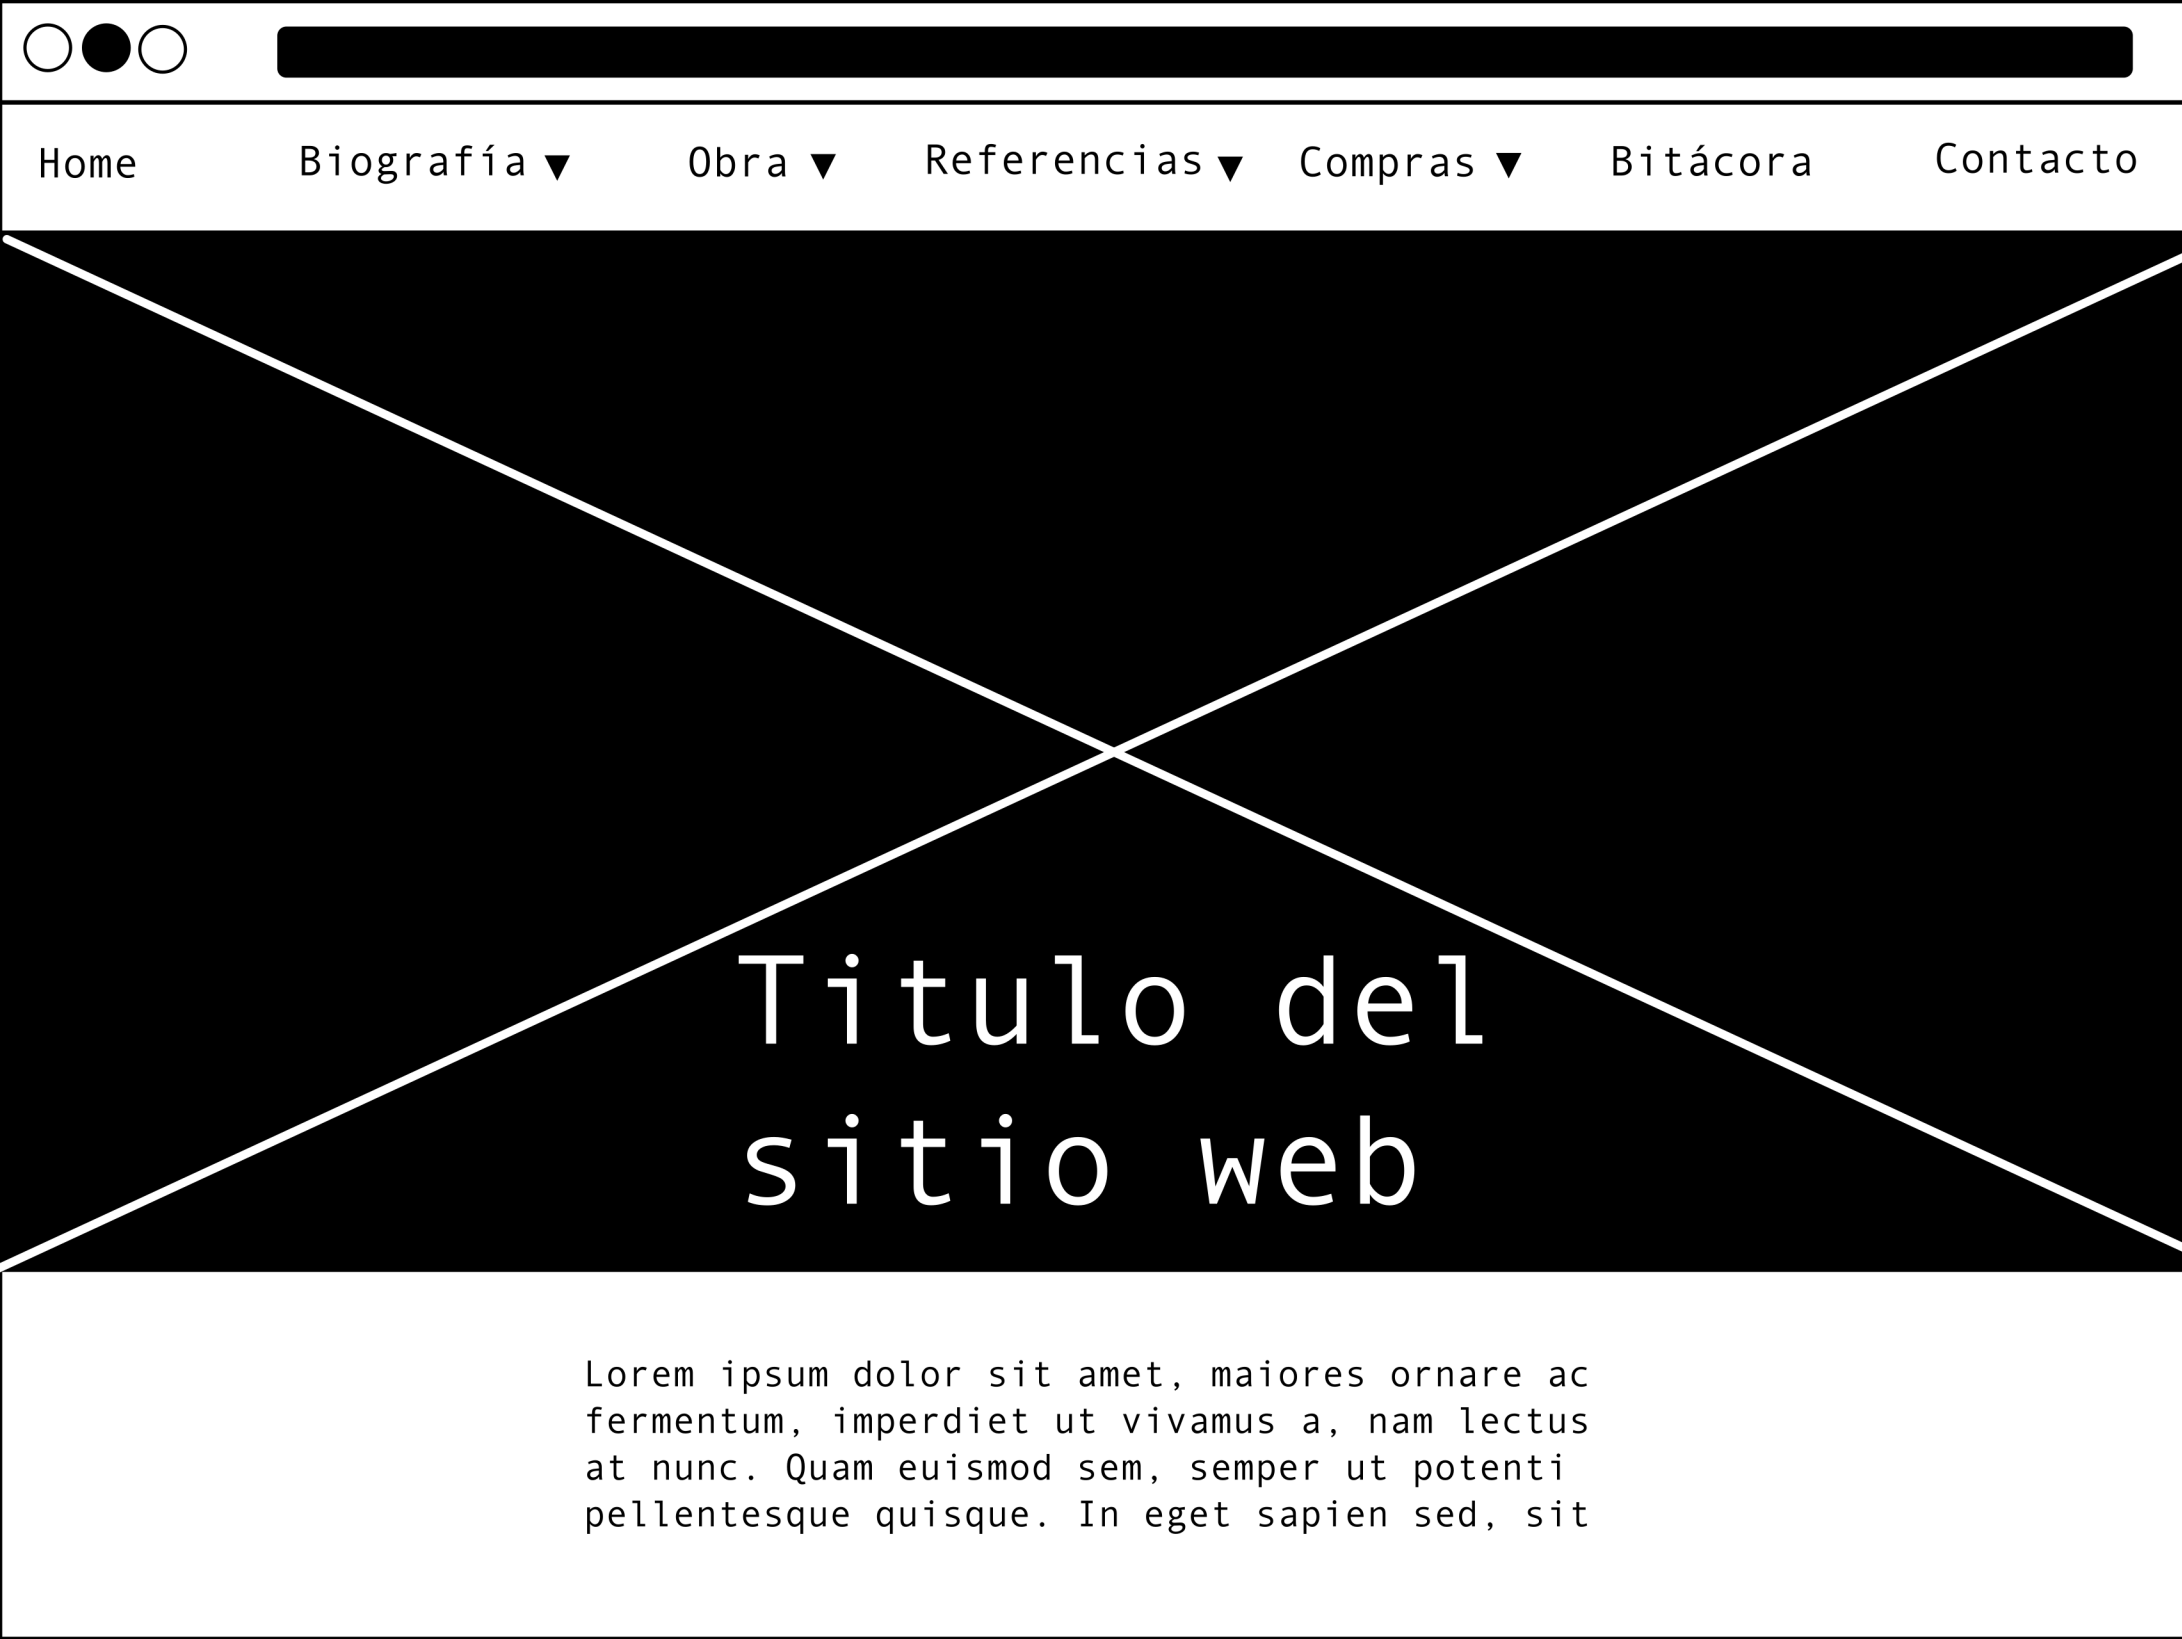 Home Biografía Obra Referencias Compras Bitácora Contacto
Titulo del
sitio web
Lorem ipsum dolor sit amet, maiores ornare ac
fermentum, imperdiet ut vivamus a, nam lectus
at nunc. Quam euismod sem, semper ut potenti
pellentesque quisque. In eget sapien sed, sit